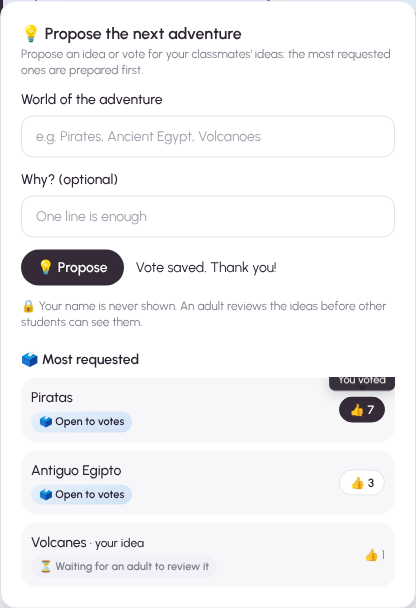 💡 Propose the next adventure
Propose an idea or vote for your classmates' ideas: the most requested
ones are prepared first.
World of the adventure
e.g. Pirates, Ancient Egypt, Volcanoes
Why? (optional)
One line is enough
💡 Propose
Vote saved. Thank you!
🔒 Your name is never shown. An adult reviews the ideas before other
students can see them.
🗳️ Most requested
You voted
Piratas
👍 7
🗳️ Open to votes
Antiguo Egipto
👍 3
🗳️ Open to votes
Volcanes · your idea
👍 1
⏳ Waiting for an adult to review it